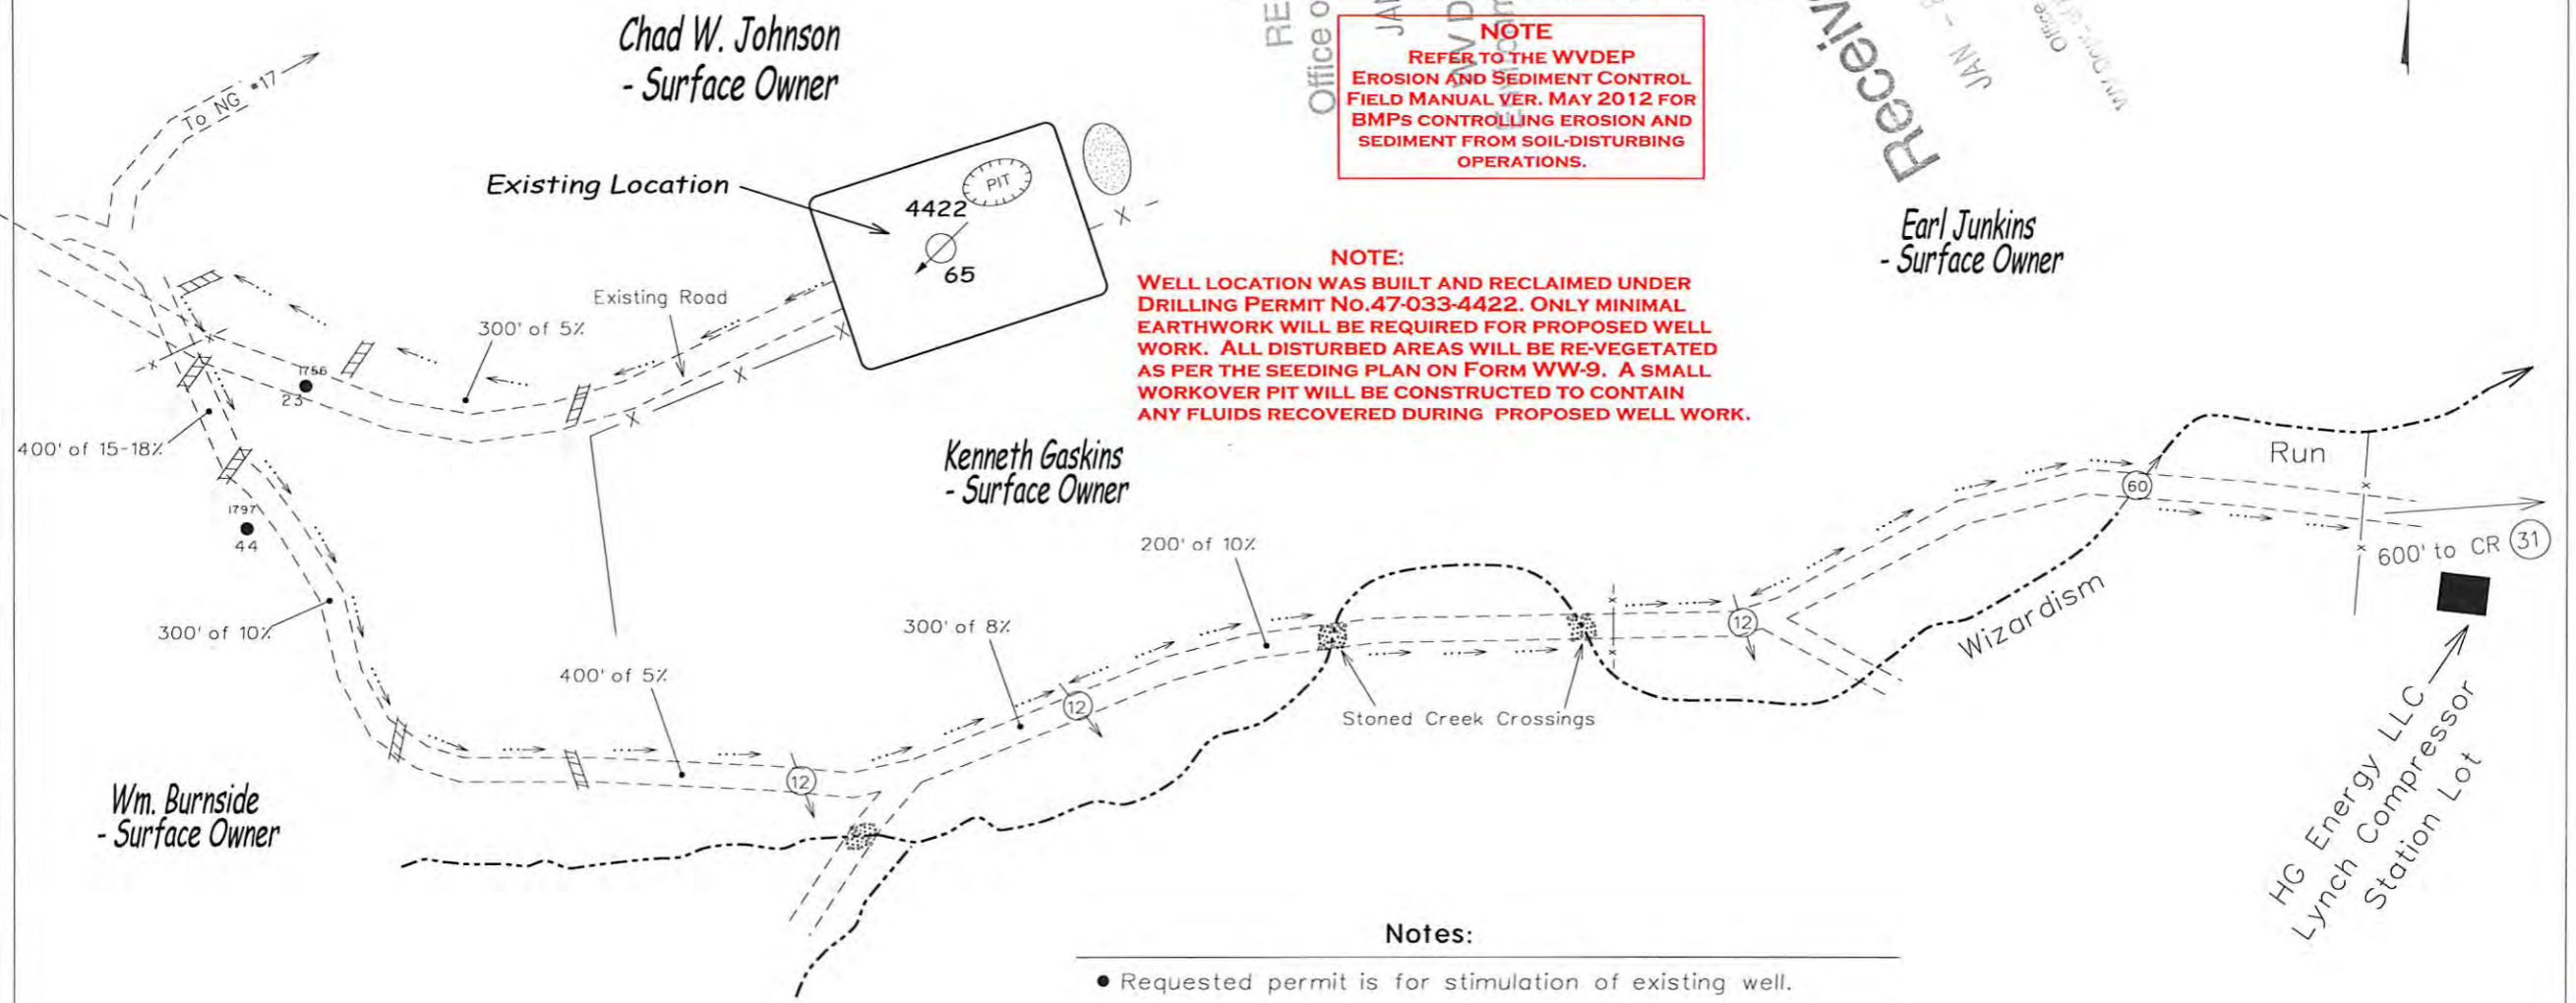 Chad W. Johnson
- Surface Owner
To NG #17
RE
Office o
JAN
WV D
Receiv
JAN - 8
Office
NOTE
REFER TO THE WVDEP
EROSION AND SEDIMENT CONTROL
FIELD MANUAL VER. MAY 2012 FOR
BMPs CONTROLLING EROSION AND
SEDIMENT FROM SOIL-DISTURBING
OPERATIONS.
Existing Location
PIT
4422
65
Earl Junkins
- Surface Owner
NOTE:
WELL LOCATION WAS BUILT AND RECLAIMED UNDER
DRILLING PERMIT No.47-033-4422. ONLY MINIMAL
EARTHWORK WILL BE REQUIRED FOR PROPOSED WELL
WORK. ALL DISTURBED AREAS WILL BE RE-VEGETATED
AS PER THE SEEDING PLAN ON FORM WW-9. A SMALL
WORKOVER PIT WILL BE CONSTRUCTED TO CONTAIN
ANY FLUIDS RECOVERED DURING PROPOSED WELL WORK.
Existing Road
300' of 5%
1756
23
400' of 15-18%
Kenneth Gaskins
- Surface Owner
Run
60
1797
44
200' of 10%
600' to CR 31
300' of 10%
300' of 8%
12
Wizardism
400' of 5%
12
Stoned Creek Crossings
12
Wm. Burnside
- Surface Owner
HG Energy LLC
Lynch Compressor
Station Lot
Notes:
● Requested permit is for stimulation of existing well.